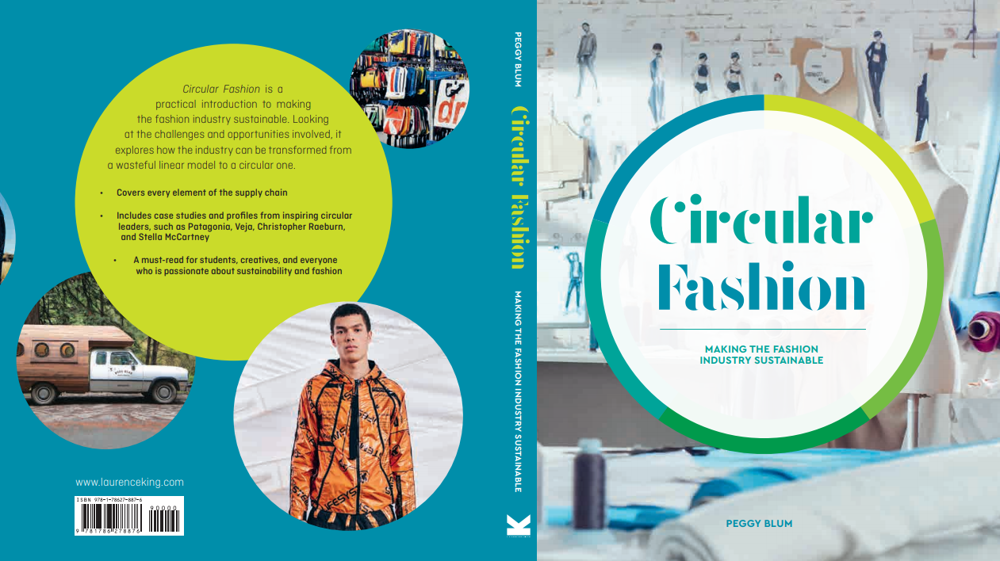 Circular Fashion is a
practical introduction to making
the fashion industry sustainable. Looking
at the challenges and opportunities involved, it
explores how the industry can be transformed from
a wasteful linear model to a circular one.
• Covers every element of the supply chain
• Includes case studies and profiles from inspiring circular
leaders, such as Patagonia, Veja, Christopher Raeburn,
and Stella McCartney
• A must-read for students, creatives, and everyone
who is passionate about sustainability and fashion
dr
LIFESYS
www.laurenceking.com
ISBN 978-1-78627-887-6
90000
9 781786 278876
PEGGY BLUM
Circular Fashion
MAKING THE FASHION INDUSTRY SUSTAINABLE
K
Circular
Fashion
MAKING THE FASHION
INDUSTRY SUSTAINABLE
PEGGY BLUM